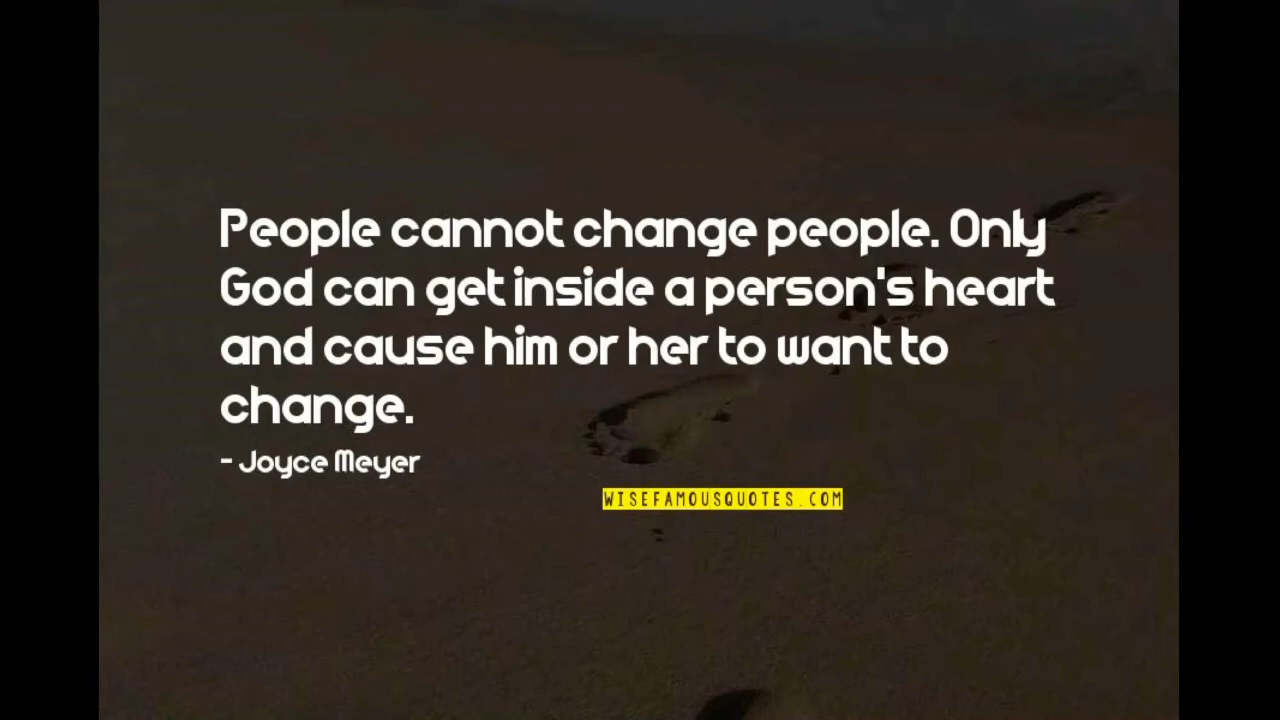 People cannot change people. Only
God can get inside a person's heart
and cause him or her to want to
change.
- Joyce Meyer
WISEFAMOUSQUOTES.COM